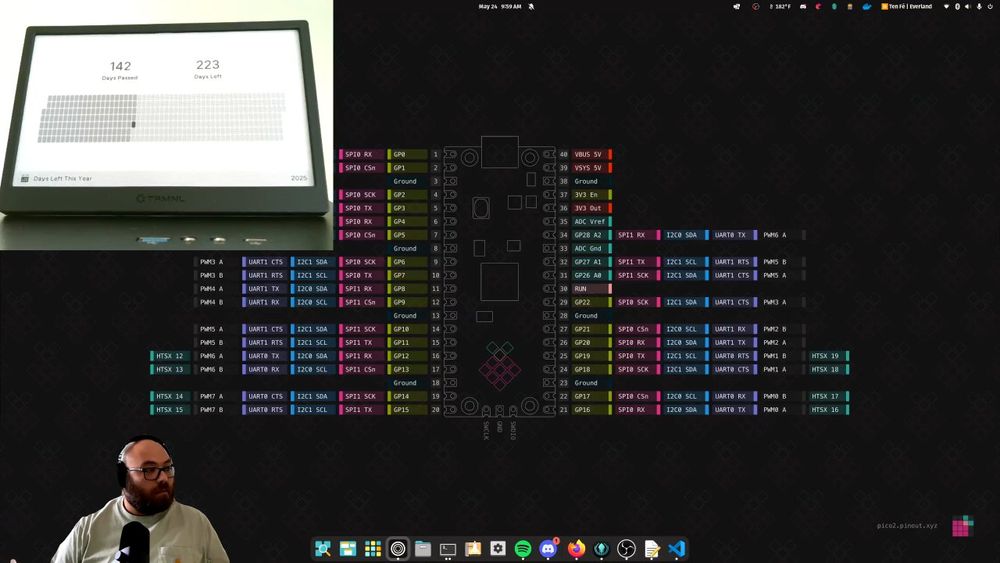 May 24 9:59 AM
182°F
Ten Fé | Everland
142
Days Passed
223
Days Left
Days Left This Year
2025
TRMNL
SPI0 RX GP0 1 40 VBUS 5V
SPI0 CSn GP1 2 39 VSYS 5V
Ground 3 38 Ground
SPI0 SCK GP2 4 37 3V3 En
SPI0 TX GP3 5 36 3V3 Out
SPI0 RX GP4 6 35 ADC Vref
SPI0 CSn GP5 7 34 GP28 A2 SPI1 RX I2C0 SDA UART0 TX PWM6 A
Ground 8 33 ADC Gnd
PWM3 A UART1 CTS I2C1 SDA SPI0 SCK GP6 9 32 GP27 A1 SPI1 TX I2C1 SCL UART1 RTS PWM5 B
PWM3 B UART1 RTS I2C1 SCL SPI0 TX GP7 10 31 GP26 A0 SPI1 SCK I2C1 SDA UART1 CTS PWM5 A
PWM4 A UART1 TX I2C0 SDA SPI1 RX GP8 11 30 RUN
PWM4 B UART1 RX I2C0 SCL SPI1 CSn GP9 12 29 GP22 SPI0 SCK I2C1 SDA UART1 CTS PWM3 A
Ground 13 28 Ground
PWM5 A UART1 CTS I2C1 SDA SPI1 SCK GP10 14 27 GP21 SPI0 CSn I2C0 SCL UART1 RX PWM2 B
PWM5 B UART1 RTS I2C1 SCL SPI1 TX GP11 15 26 GP20 SPI0 RX I2C0 SDA UART1 TX PWM2 A
HTSX 12 PWM6 A UART0 TX I2C0 SDA SPI1 RX GP12 16 25 GP19 SPI0 TX I2C1 SCL UART0 RTS PWM1 B HTSX 19
HTSX 13 PWM6 B UART0 RX I2C0 SCL SPI1 CSn GP13 17 24 GP18 SPI0 SCK I2C1 SDA UART0 CTS PWM1 A HTSX 18
Ground 18 23 Ground
HTSX 14 PWM7 A UART0 CTS I2C1 SDA SPI1 SCK GP14 19 22 GP17 SPI0 CSn I2C0 SCL UART0 RX PWM0 B HTSX 17
HTSX 15 PWM7 B UART0 RTS I2C1 SCL SPI1 TX GP15 20 21 GP16 SPI0 RX I2C0 SDA UART0 TX PWM0 A HTSX 16
SWCLK
GND
SWDIO
pico2.pinout.xyz